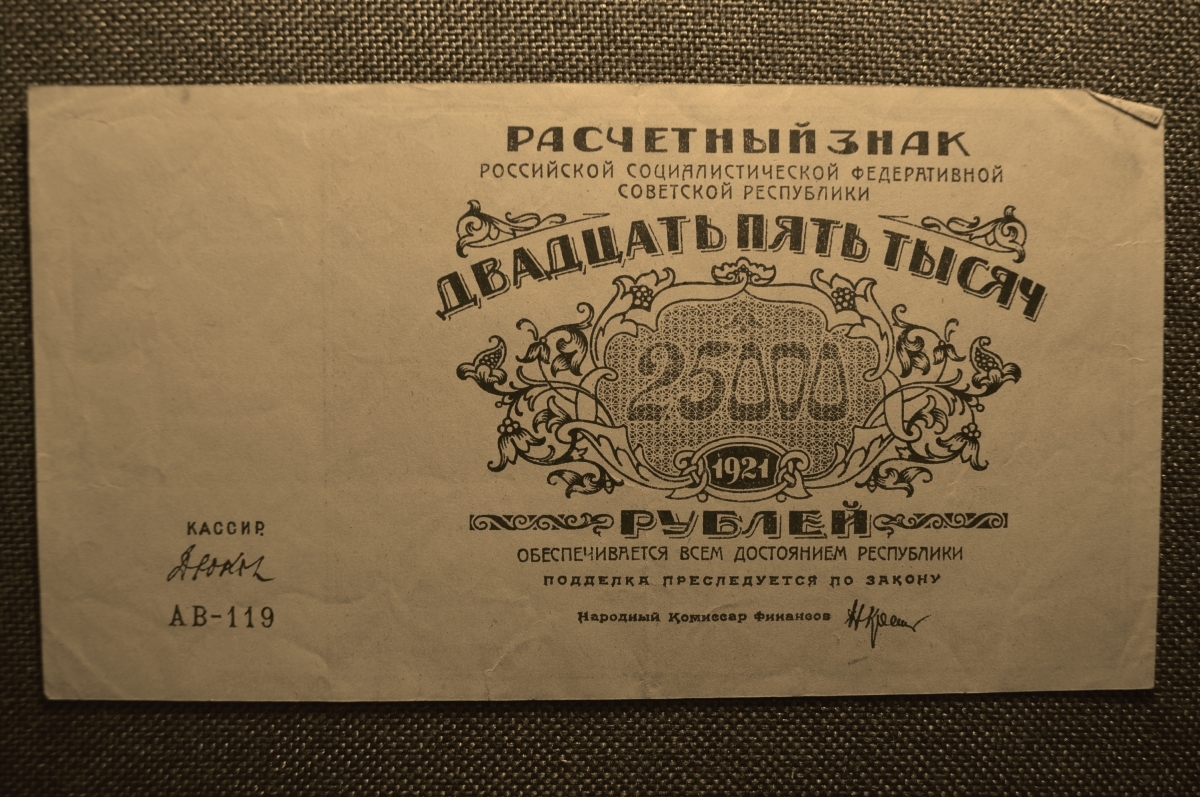 РАСЧЕТНЫЙ ЗНАК
РОССИЙСКОЙ СОЦИАЛИСТИЧЕСКОЙ ФЕДЕРАТИВНОЙ
СОВЕТСКОЙ РЕСПУБЛИКИ
ДВАДЦАТЬ ПЯТЬ ТЫСЯЧ
25000
1921
РУБЛЕЙ
ОБЕСПЕЧИВАЕТСЯ ВСЕМ ДОСТОЯНИЕМ РЕСПУБЛИКИ
ПОДДЕЛКА ПРЕСЛЕДУЕТСЯ ПО ЗАКОНУ
Народный Комиссар Финансов
КАССИР
АВ-119